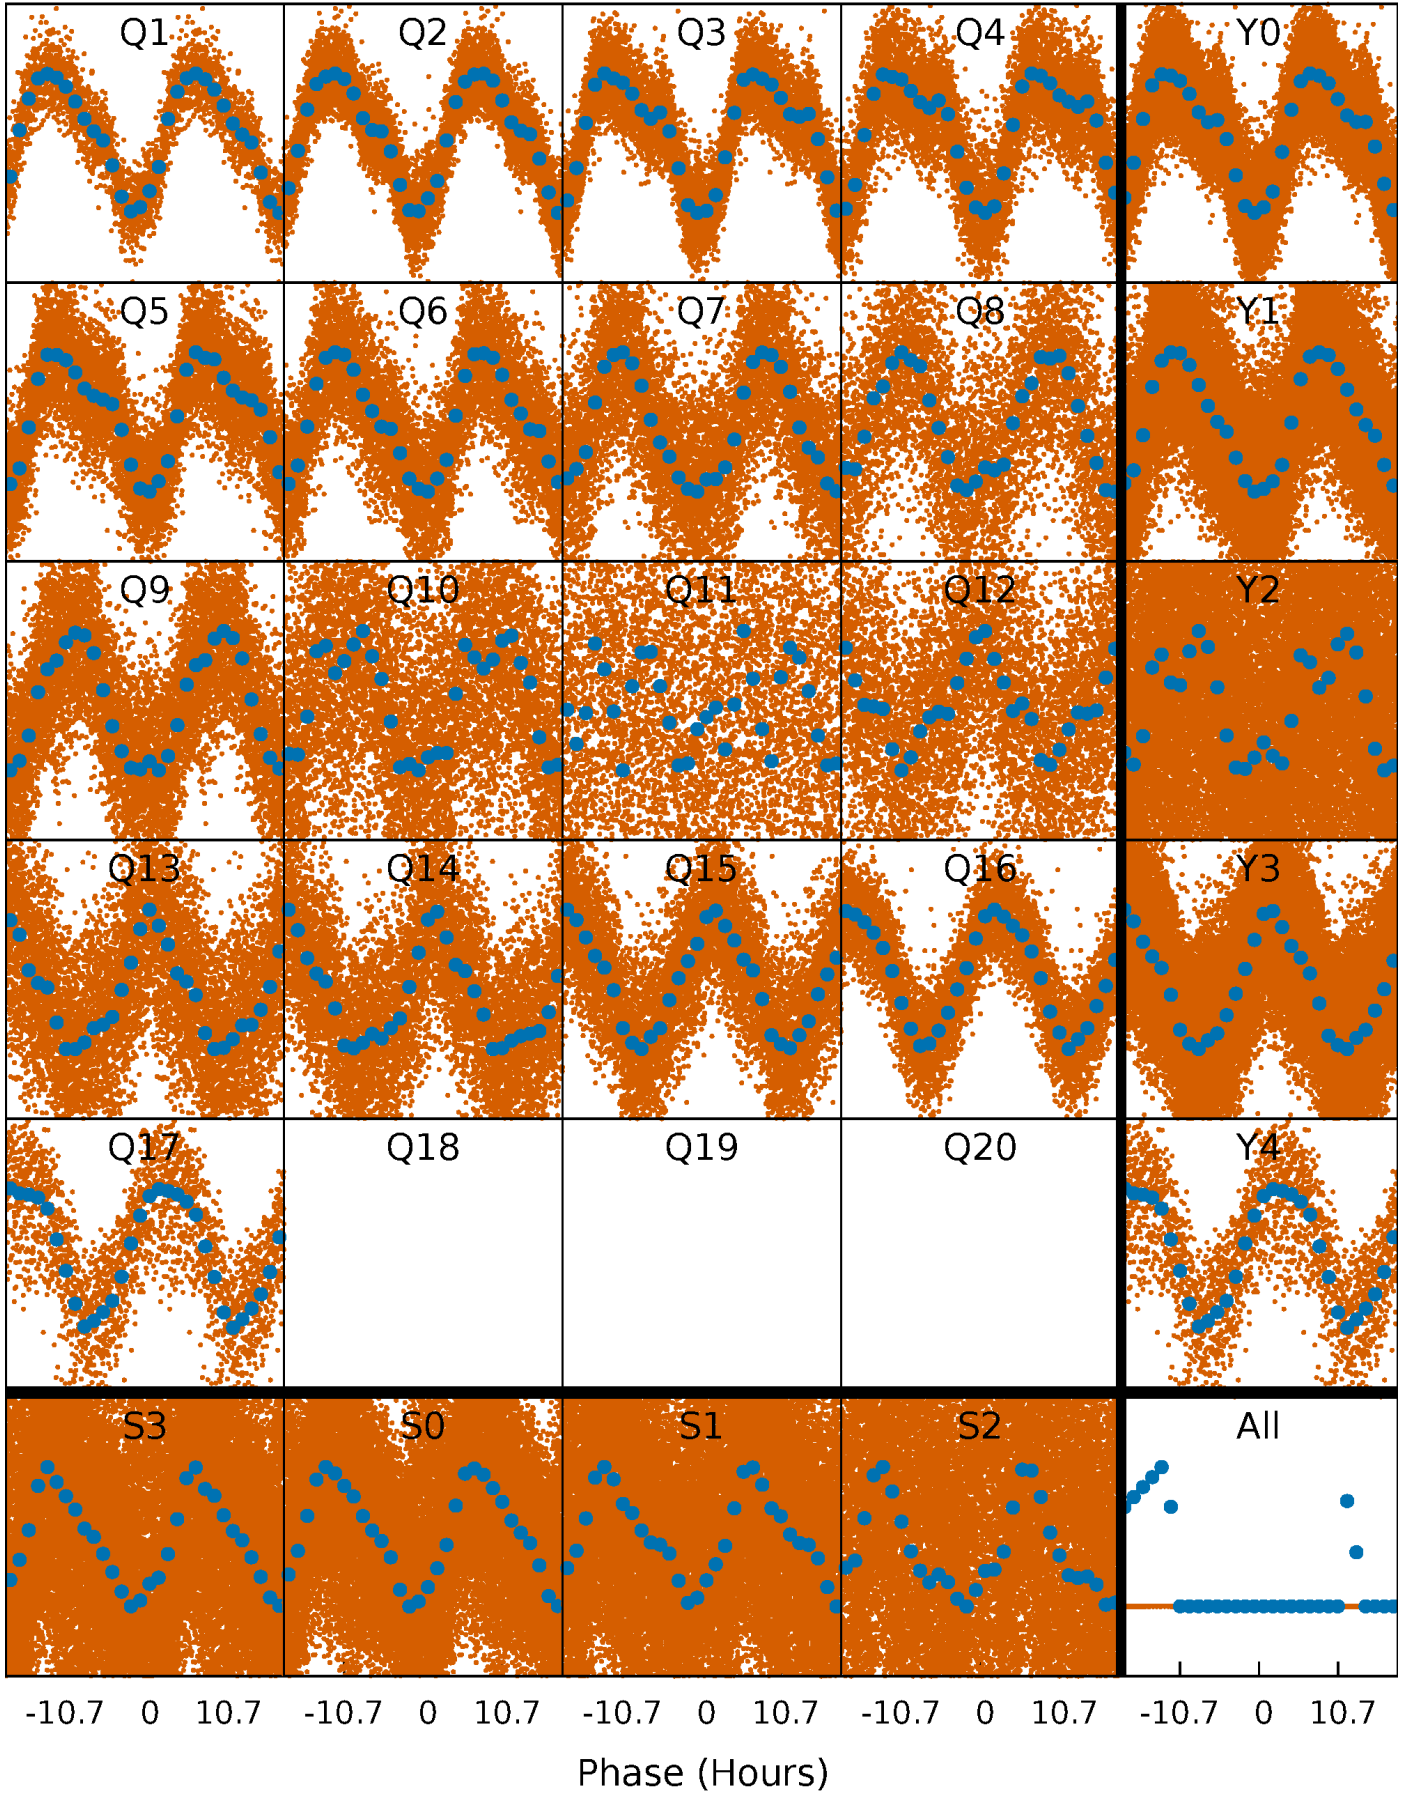 Q1 Q2 Q3 Q4 Y0
Q5 Q6 Q7 Q8 Y1
Q9 Q10 Q11 Q12 Y2
Q13 Q14 Q15 Q16 Y3
Q17 Q18 Q19 Q20 Y4
S3 S0 S1 S2 All
-10.7 0 10.7 -10.7 0 10.7 -10.7 0 10.7 -10.7 0 10.7 -10.7 0 10.7
Phase (Hours)